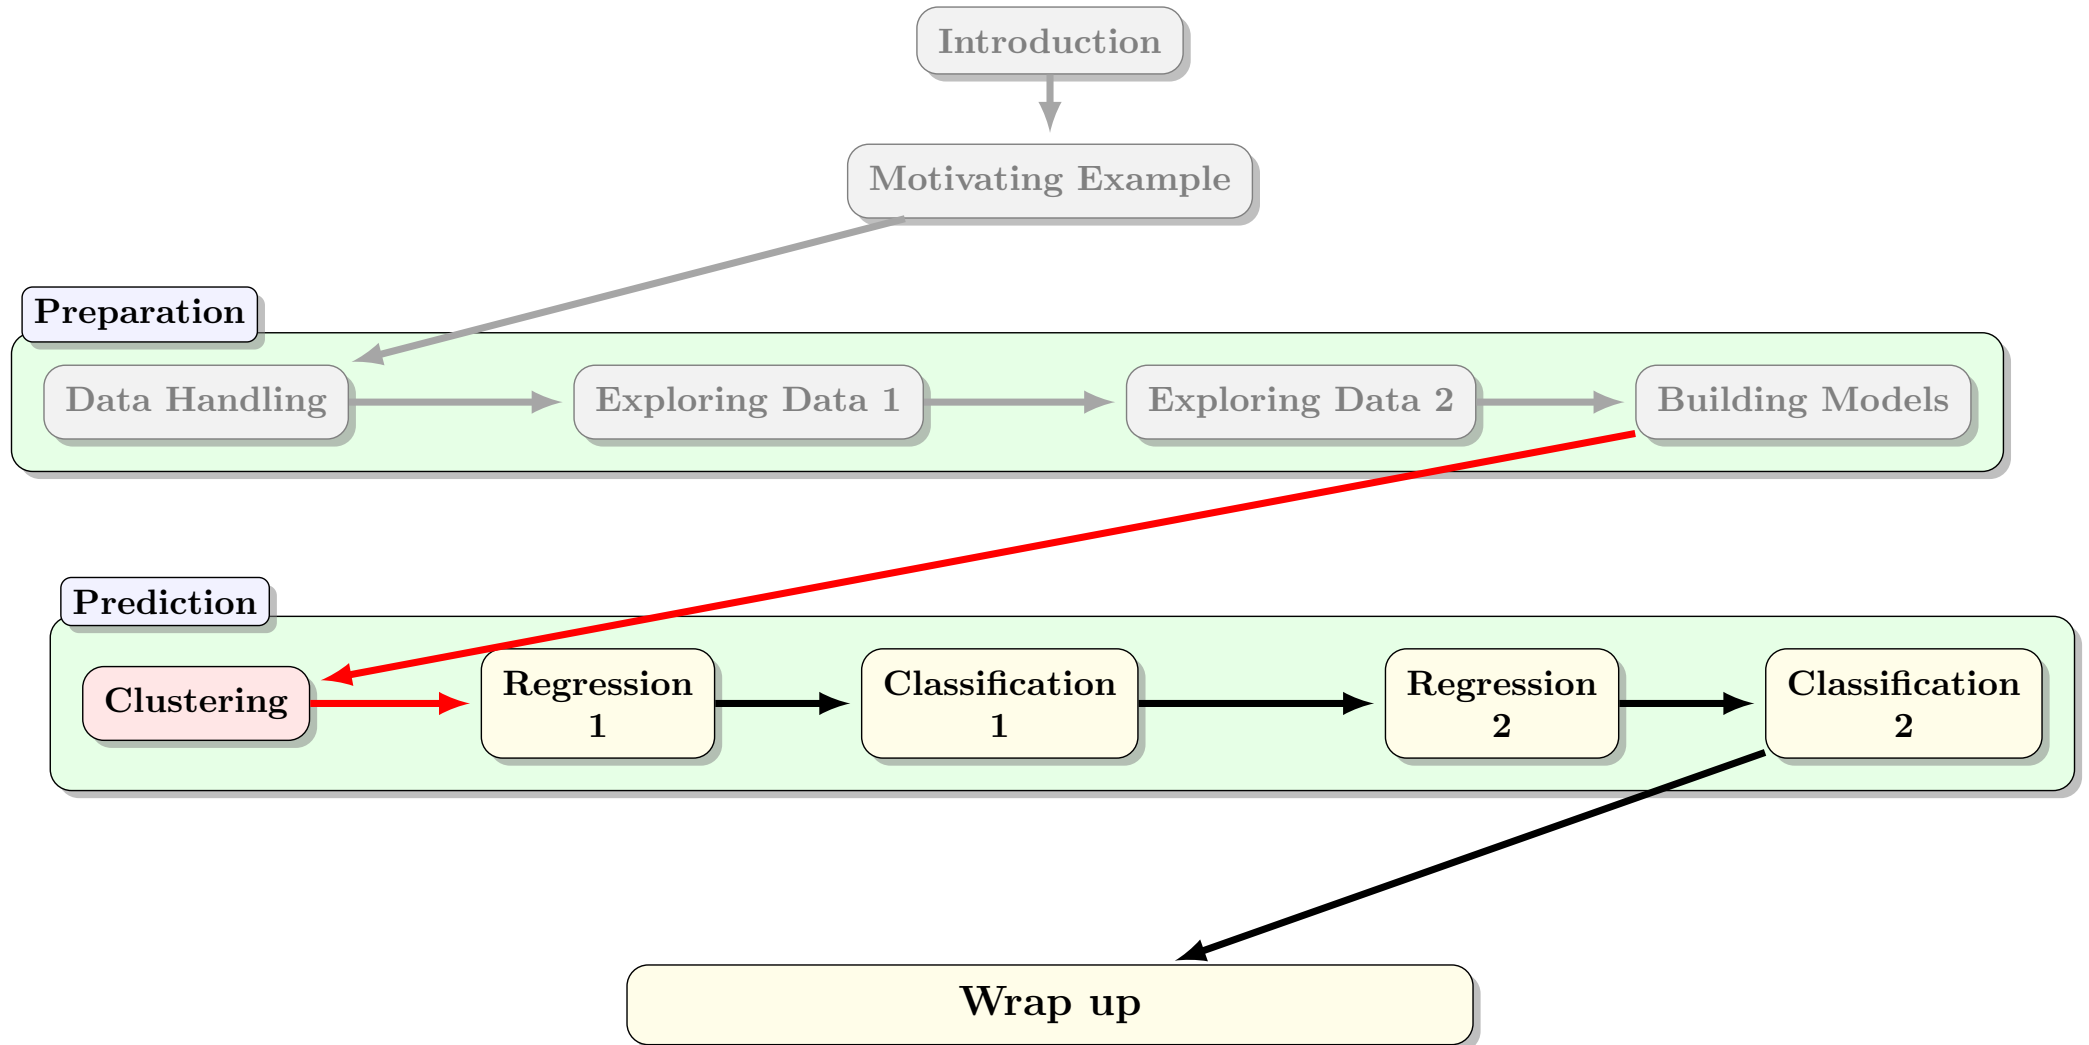 Introduction
Motivating Example
Preparation
Data Handling
Exploring Data 1
Exploring Data 2
Building Models
Prediction
Clustering
Regression
1
Classification
1
Regression
2
Classification
2
Wrap up